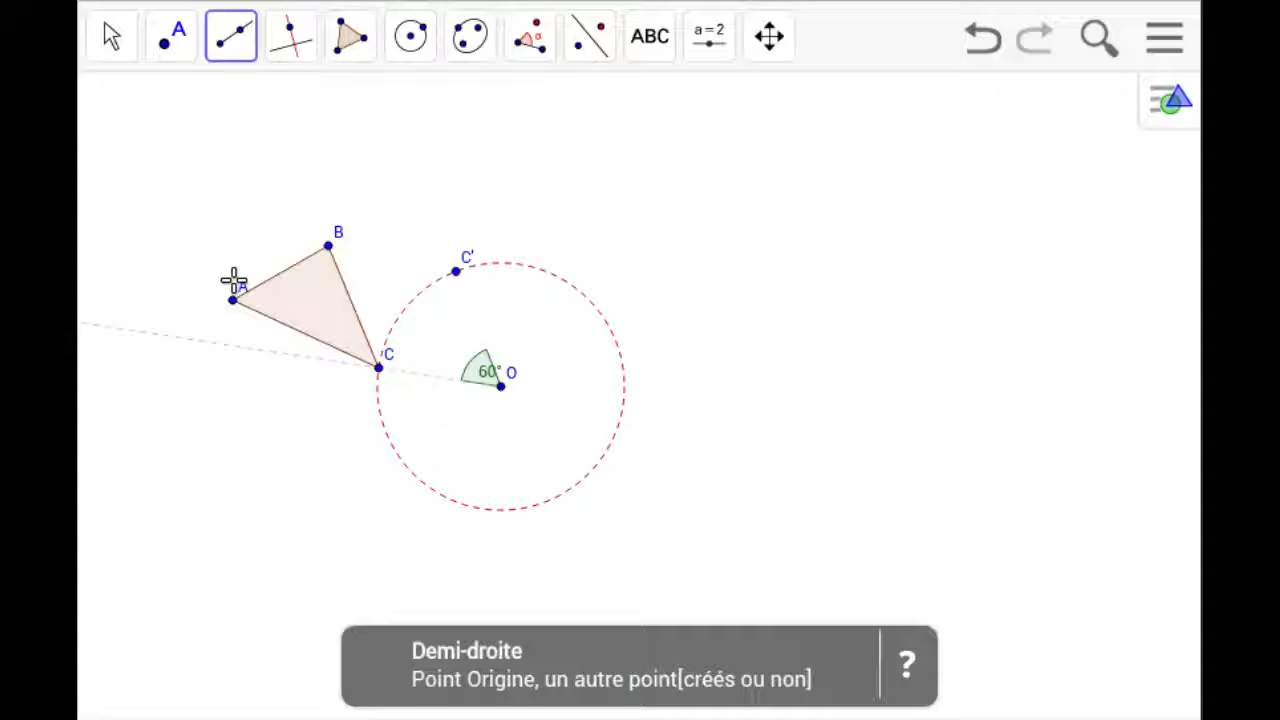 A
ABC
a=2
α
B
C'
A
C
60°
O
Demi-droite
Point Origine, un autre point[créés ou non]
?